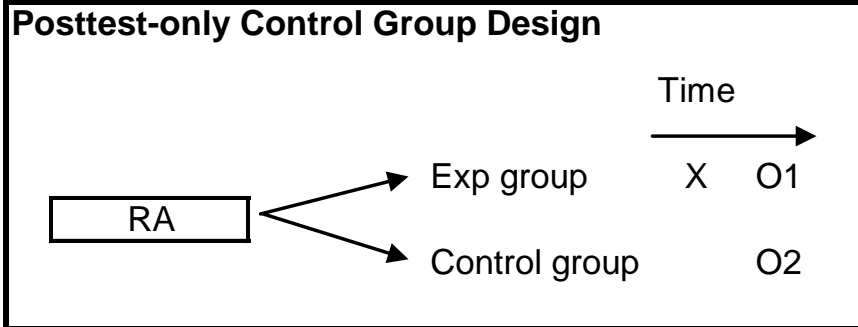 Posttest-only Control Group Design
Time
Exp group X O1
RA
Control group O2